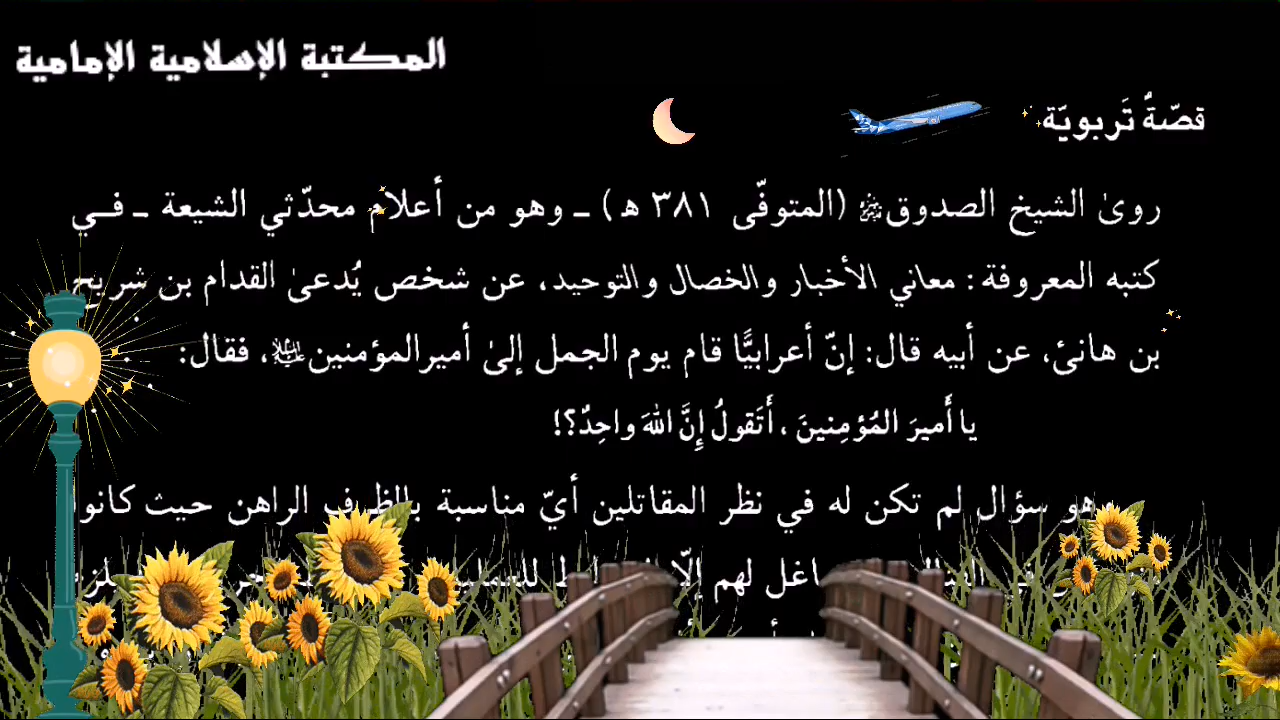 المكتبة الإسلامية الإمامية
قصّةٌ تَربويّة
روىٰ الشيخ الصدوق (المتوفّى ٣٨١ ه) ـ وهو من أعلام محدّثي الشيعة ـ في
كتبه المعروفة: معاني الأخبار والخصال والتوحيد، عن شخص يُدعىٰ القدام بن شريح
بن هانئ، عن أبيه قال: إنّ أعرابيًّا قام يوم الجمل إلىٰ أميرالمؤمنين، فقال:
يا أَميرَ المُؤمِنينَ، أَتَقولُ إِنَّ اللهَ واحِدٌ؟!
وهو سؤال لم تكن له في نظر المقاتلين أيّ مناسبة بالظرف الراهن حيث كانوا
لهم إلّا